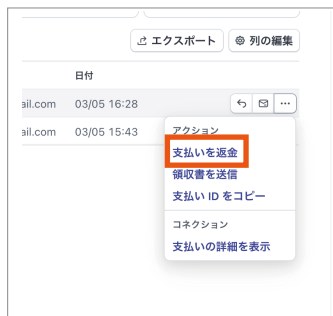 エクスポート 列の編集
日付
ail.com 03/05 16:28
ail.com 03/05 15:43
アクション
支払いを返金
領収書を送信
支払い ID をコピー
コネクション
支払いの詳細を表示